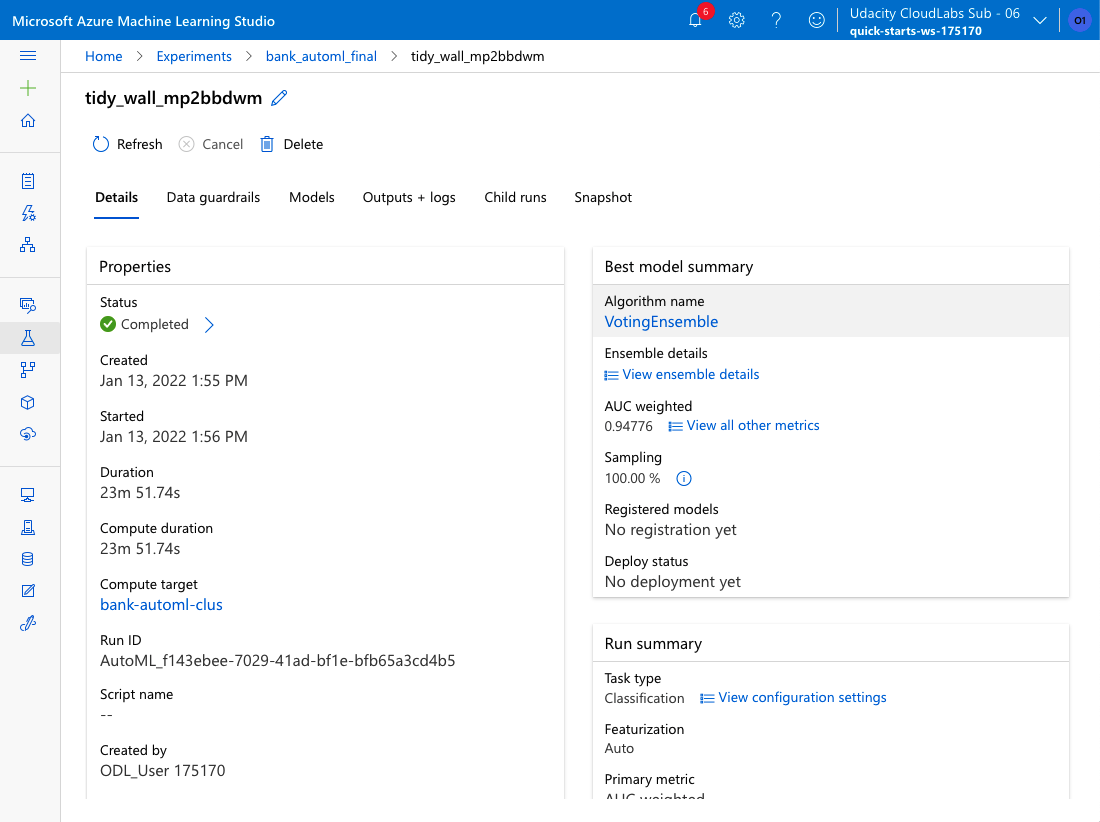 Microsoft Azure Machine Learning Studio
6
Udacity CloudLabs Sub - 06
quick-starts-ws-175170
O1
Home > Experiments > bank_automl_final > tidy_wall_mp2bbdwm
tidy_wall_mp2bbdwm
Refresh Cancel Delete
Details Data guardrails Models Outputs + logs Child runs Snapshot
Properties
Status
Completed
Created
Jan 13, 2022 1:55 PM
Started
Jan 13, 2022 1:56 PM
Duration
23m 51.74s
Compute duration
23m 51.74s
Compute target
bank-automl-clus
Run ID
AutoML_f143ebee-7029-41ad-bf1e-bfb65a3cd4b5
Script name
--
Created by
ODL_User 175170
Best model summary
Algorithm name
VotingEnsemble
Ensemble details
View ensemble details
AUC weighted
0.94776 View all other metrics
Sampling
100.00 %
Registered models
No registration yet
Deploy status
No deployment yet
Run summary
Task type
Classification View configuration settings
Featurization
Auto
Primary metric
AUC weighted